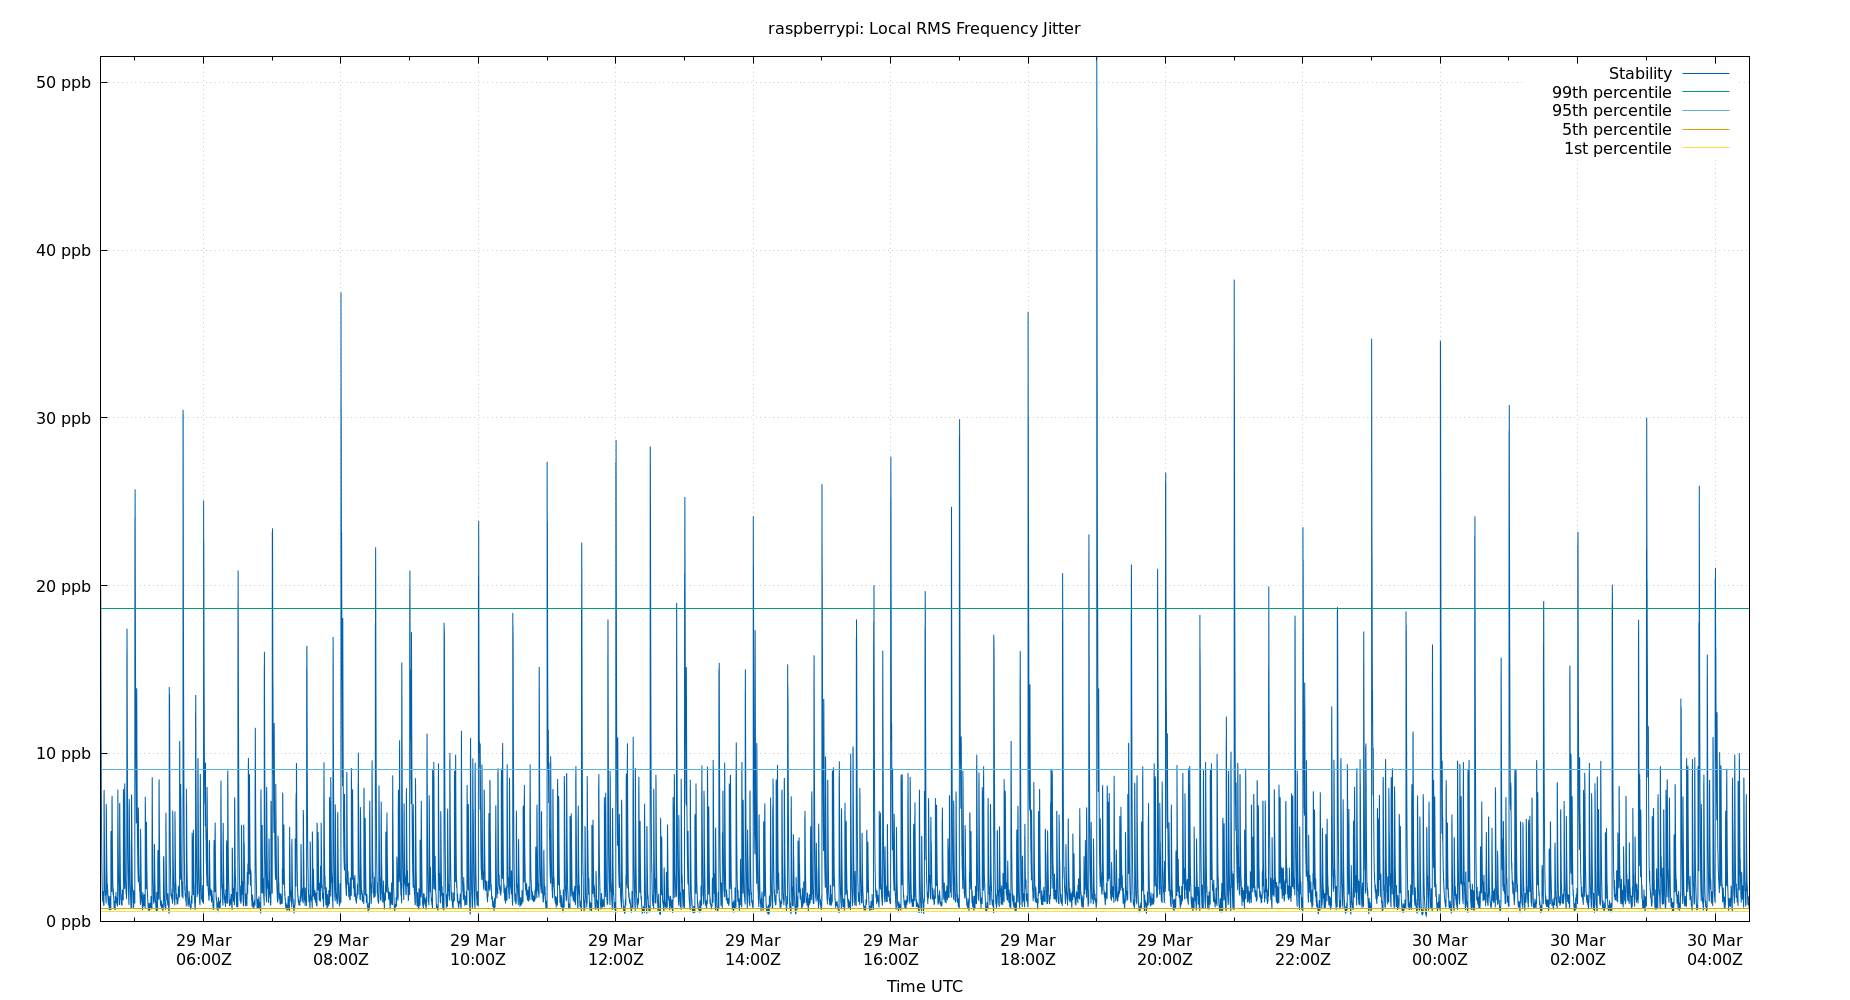 raspberrypi: Local RMS Frequency Jitter
50 ppb
40 ppb
30 ppb
20 ppb
10 ppb
0 ppb
Stability
99th percentile
95th percentile
5th percentile
1st percentile
29 Mar 29 Mar 29 Mar 29 Mar 29 Mar 29 Mar 29 Mar 29 Mar 29 Mar 30 Mar 30 Mar 30 Mar
06:00Z 08:00Z 10:00Z 12:00Z 14:00Z 16:00Z 18:00Z 20:00Z 22:00Z 00:00Z 02:00Z 04:00Z
Time UTC